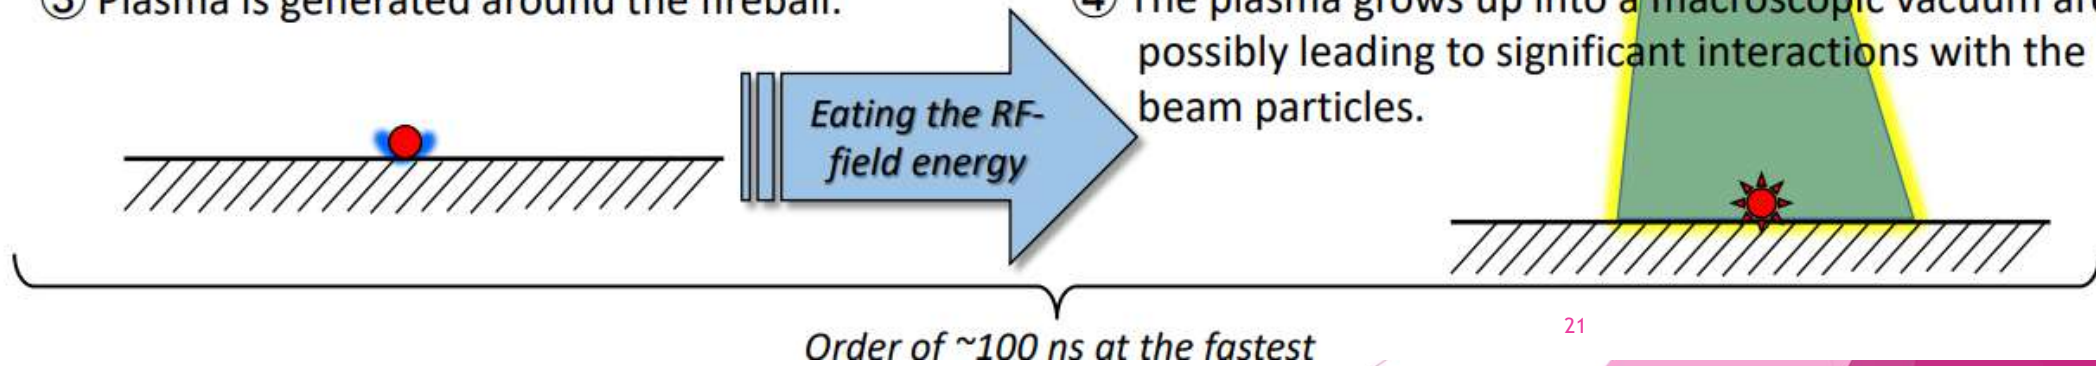 ③ Plasma is generated around the fireball.
④ The plasma grows up into a macroscopic vacuum
possibly leading to significant interactions with the
beam particles.
Eating the RF-
field energy
Order of ~100 ns at the fastest
21